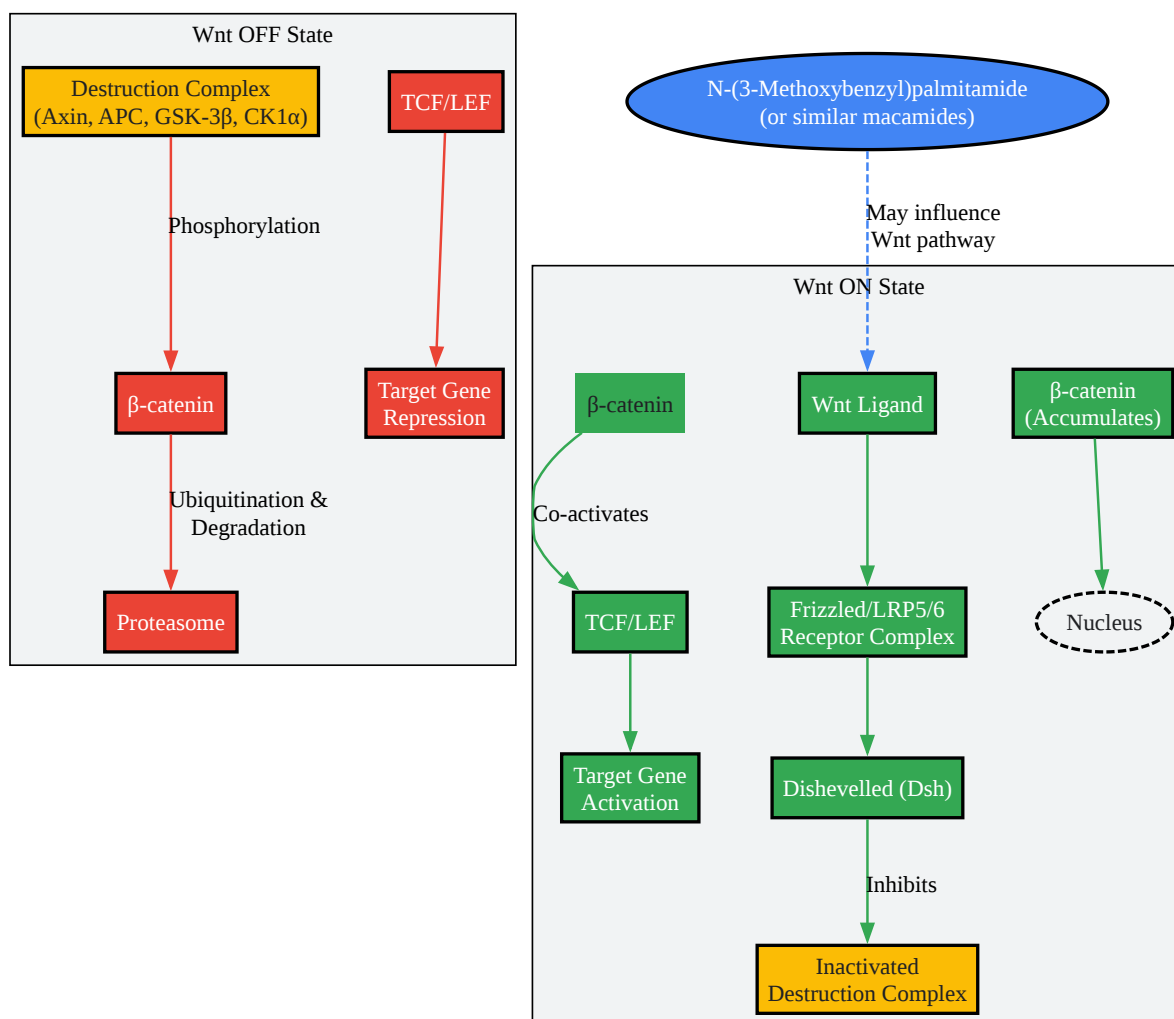 Wnt OFF State
Destruction Complex
(Axin, APC, GSK-3β, CK1α)
TCF/LEF
Phosphorylation
β-catenin
Target Gene
Repression
Ubiquitination &
Degradation
Proteasome
N-(3-Methoxybenzyl)palmitamide
(or similar macamides)
May influence
Wnt pathway
Wnt ON State
β-catenin
Wnt Ligand
β-catenin
(Accumulates)
Co-activates
TCF/LEF
Frizzled/LRP5/6
Receptor Complex
Nucleus
Target Gene
Activation
Dishevelled (Dsh)
Inhibits
Inactivated
Destruction Complex